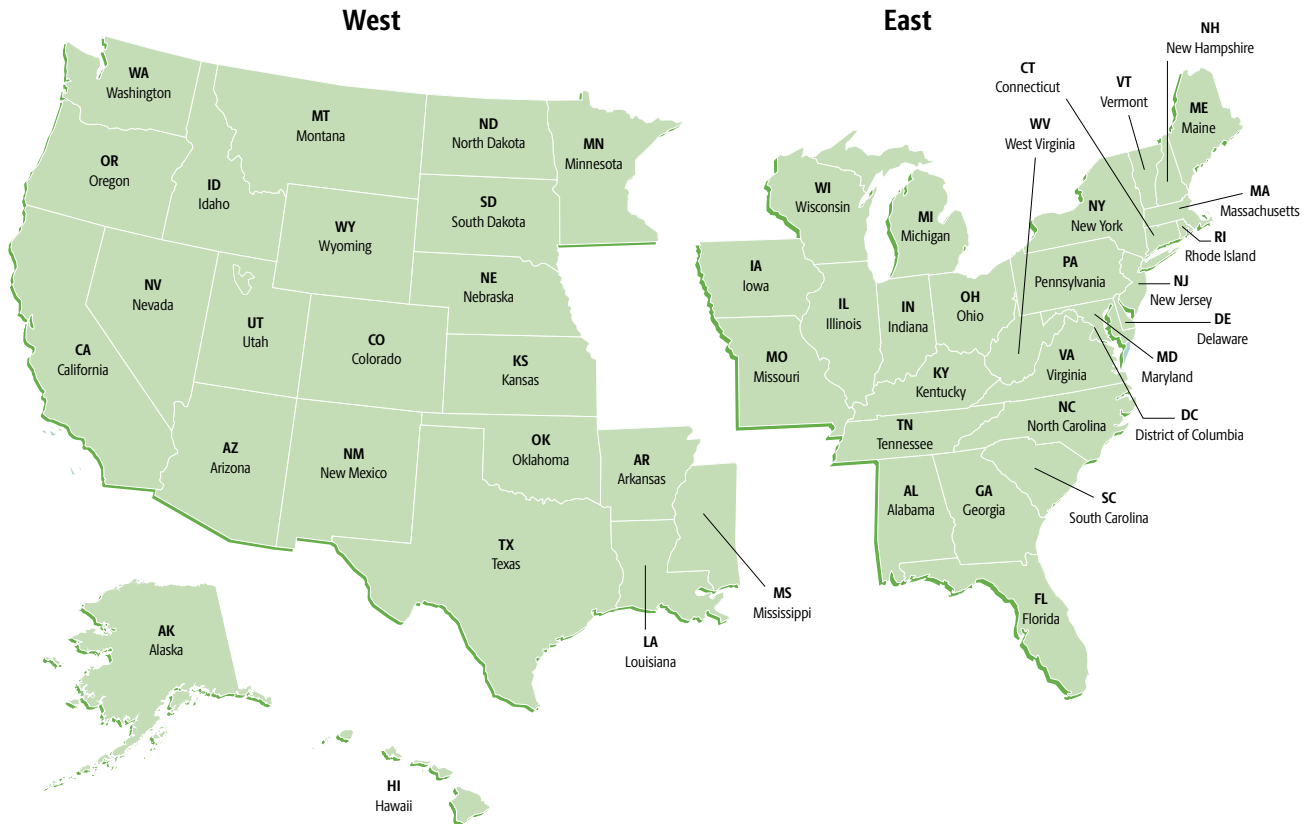 West
East
WA
Washington
OR
Oregon
ID
Idaho
MT
Montana
ND
North Dakota
MN
Minnesota
SD
South Dakota
WY
Wyoming
NE
Nebraska
NV
Nevada
UT
Utah
CO
Colorado
KS
Kansas
CA
California
AZ
Arizona
NM
New Mexico
OK
Oklahoma
AR
Arkansas
TX
Texas
MS
Mississippi
LA
Louisiana
AK
Alaska
HI
Hawaii
NH
New Hampshire
CT
Connecticut
VT
Vermont
ME
Maine
WV
West Virginia
WI
Wisconsin
MI
Michigan
NY
New York
MA
Massachusetts
RI
Rhode Island
IA
Iowa
PA
Pennsylvania
NJ
New Jersey
IL
Illinois
IN
Indiana
OH
Ohio
DE
Delaware
MO
Missouri
KY
Kentucky
VA
Virginia
MD
Maryland
TN
Tennessee
NC
North Carolina
DC
District of Columbia
AL
Alabama
GA
Georgia
SC
South Carolina
FL
Florida